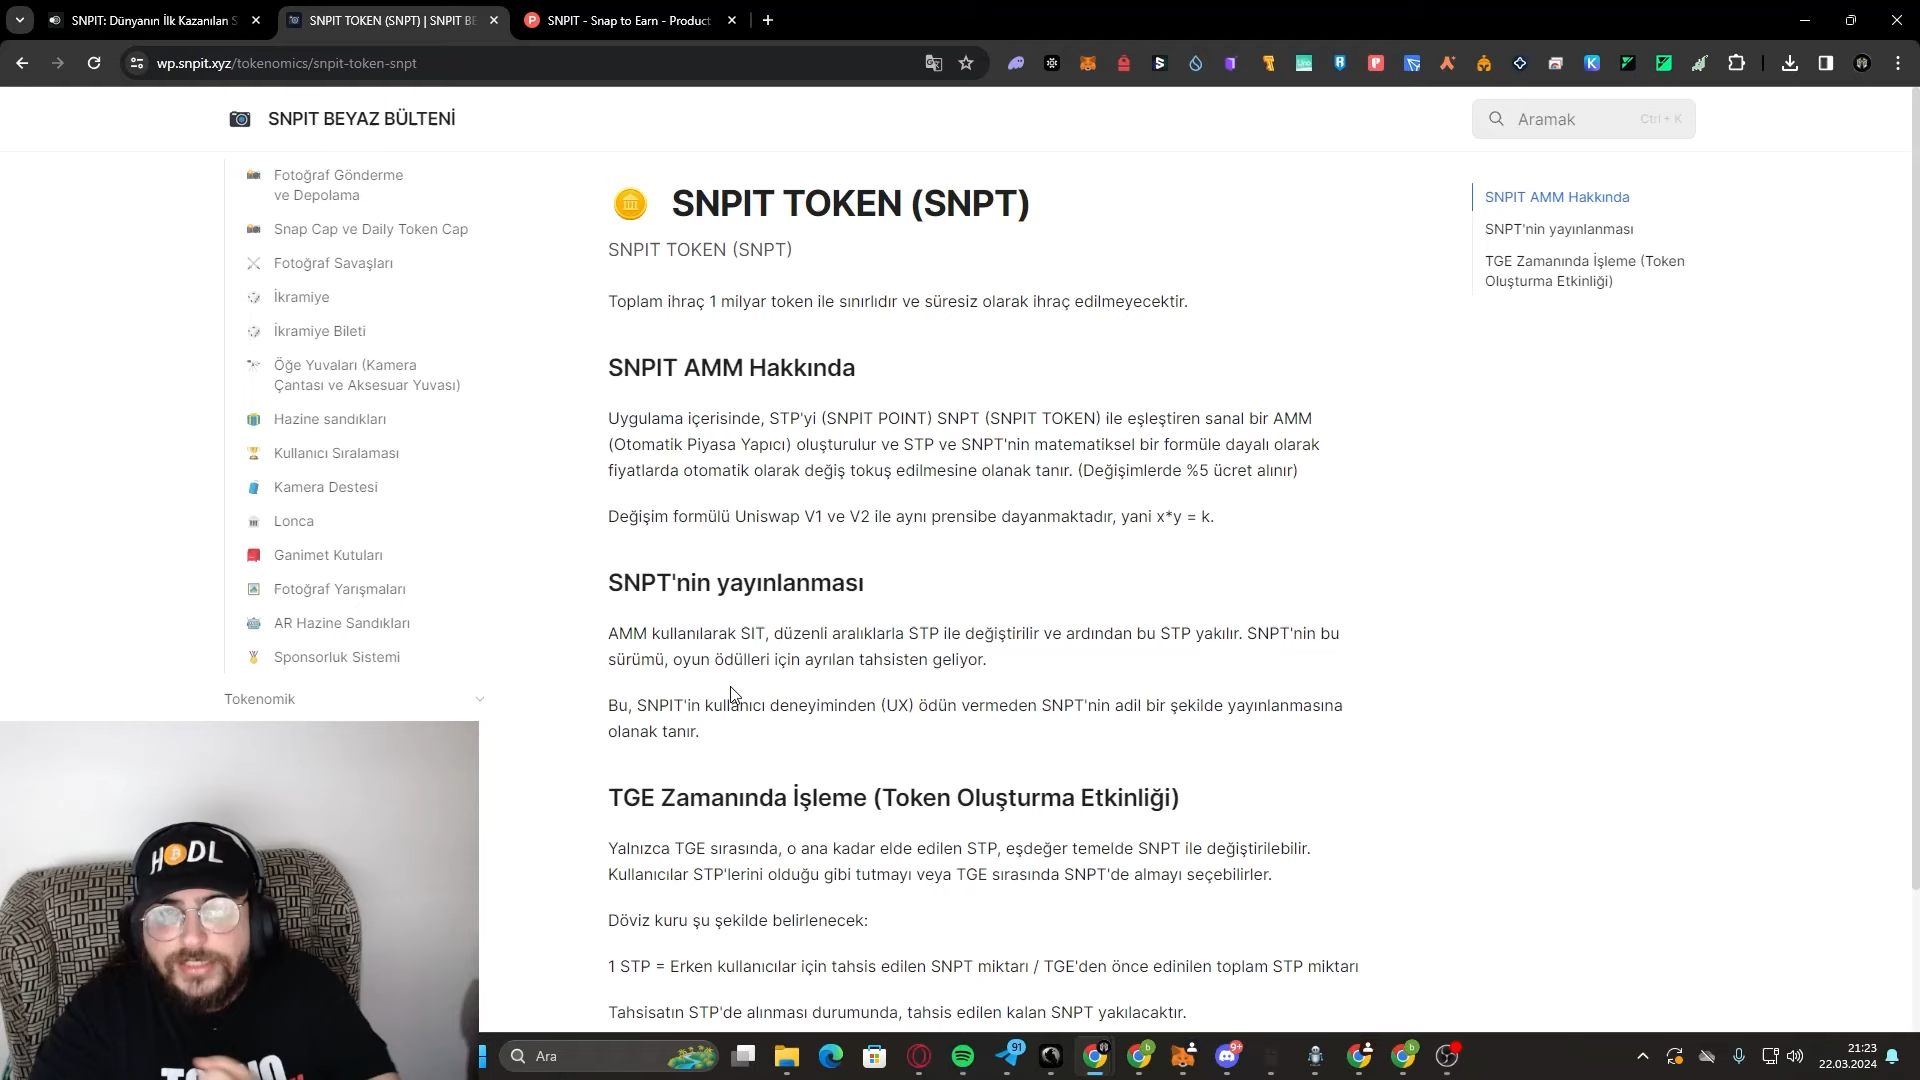 SNPIT: Dünyanın İlk Kazanılan S
SNPIT TOKEN (SNPT) | SNPIT BE
SNPIT - Snap to Earn - Product
wp.snpit.xyz/tokenomics/snpit-token-snpt
SNPIT BEYAZ BÜLTENİ
Aramak
Ctrl + K
Fotoğraf Gönderme
ve Depolama
Snap Cap ve Daily Token Cap
Fotoğraf Savaşları
İkramiye
İkramiye Bileti
Öğe Yuvaları (Kamera
Çantası ve Aksesuar Yuvası)
Hazine sandıkları
Kullanıcı Sıralaması
Kamera Destesi
Lonca
Ganimet Kutuları
Fotoğraf Yarışmaları
AR Hazine Sandıkları
Sponsorluk Sistemi
Tokenomik
SNPIT TOKEN (SNPT)
SNPIT TOKEN (SNPT)
Toplam ihraç 1 milyar token ile sınırlıdır ve süresiz olarak ihraç edilmeyecektir.
SNPIT AMM Hakkında
Uygulama içerisinde, STP'yi (SNPIT POINT) SNPT (SNPIT TOKEN) ile eşleştiren sanal bir AMM
(Otomatik Piyasa Yapıcı) oluşturulur ve STP ve SNPT'nin matematiksel bir formüle dayalı olarak
fiyatlarda otomatik olarak değiş tokuş edilmesine olanak tanır. (Değişimlerde %5 ücret alınır)
Değişim formülü Uniswap V1 ve V2 ile aynı prensibe dayanmaktadır, yani x*y = k.
SNPT'nin yayınlanması
AMM kullanılarak SIT, düzenli aralıklarla STP ile değiştirilir ve ardından bu STP yakılır. SNPT'nin bu
sürümü, oyun ödülleri için ayrılan tahsisten geliyor.
Bu, SNPIT'in kullanıcı deneyiminden (UX) ödün vermeden SNPT'nin adil bir şekilde yayınlanmasına
olanak tanır.
TGE Zamanında İşleme (Token Oluşturma Etkinliği)
Yalnızca TGE sırasında, o ana kadar elde edilen STP, eşdeğer temelde SNPT ile değiştirilebilir.
Kullanıcılar STP'lerini olduğu gibi tutmayı veya TGE sırasında SNPT'de almayı seçebilirler.
Döviz kuru şu şekilde belirlenecek:
1 STP = Erken kullanıcılar için tahsis edilen SNPT miktarı / TGE'den önce edinilen toplam STP miktarı
Tahsisatın STP'de alınması durumunda, tahsis edilen kalan SNPT yakılacaktır.
SNPIT AMM Hakkında
SNPT'nin yayınlanması
TGE Zamanında İşleme (Token
Oluşturma Etkinliği)
HODL
Ara
91
9+
21:23
22.03.2024